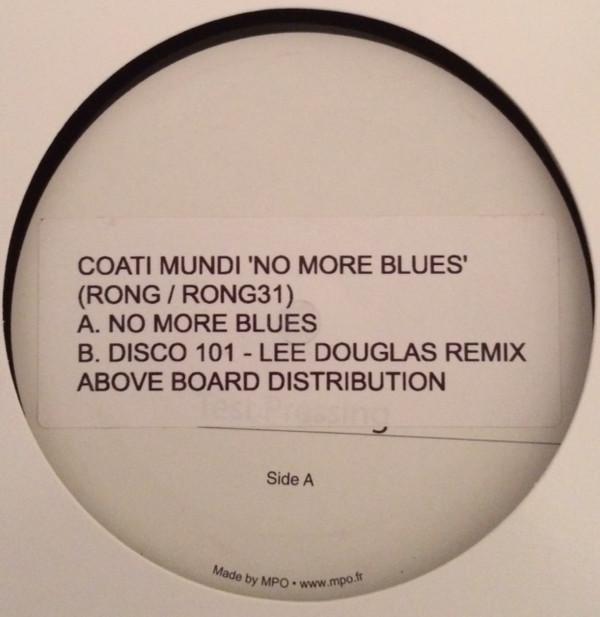 COATI MUNDI 'NO MORE BLUES'
(RONG / RONG31)
A. NO MORE BLUES
B. DISCO 101 - LEE DOUGLAS REMIX
ABOVE BOARD DISTRIBUTION
Test Pressing
Side A
Made by MPO • www.mpo.fr